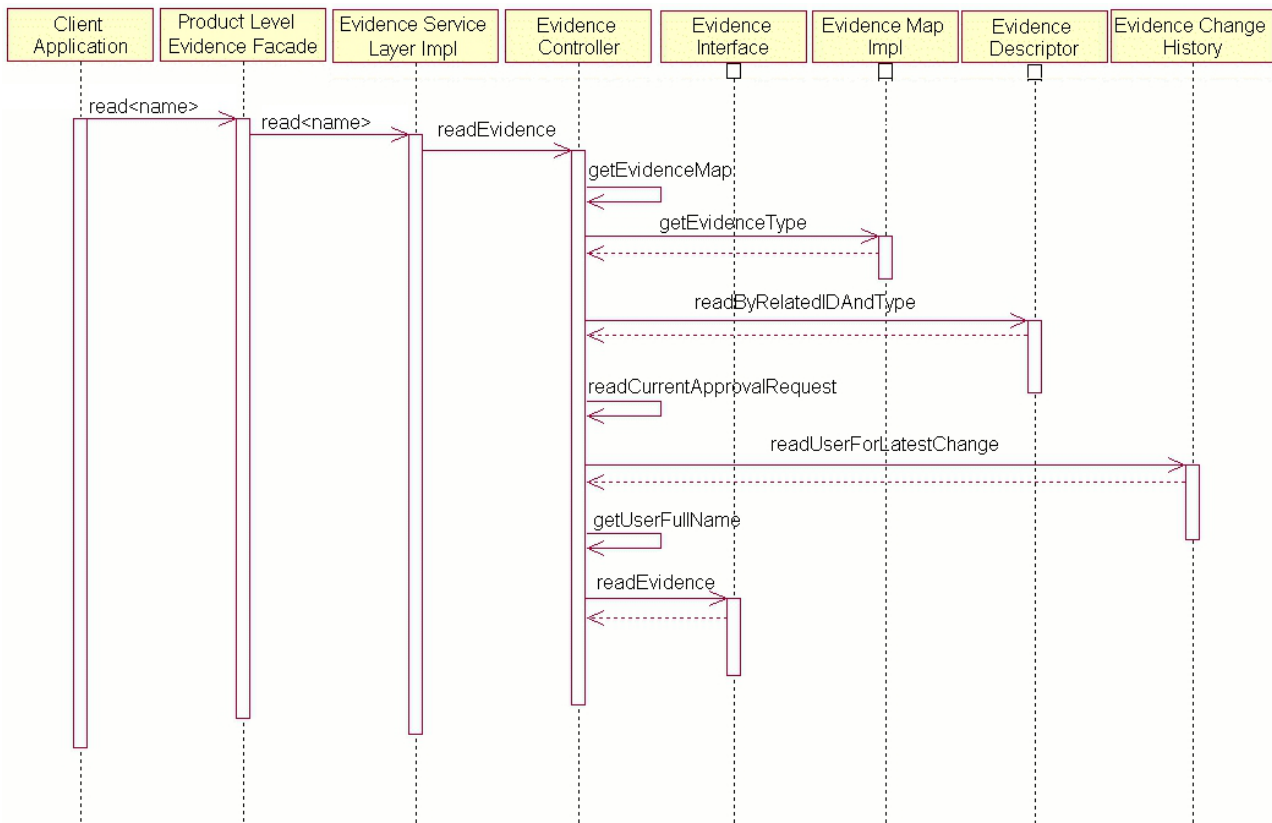 Client
Application
Product Level
Evidence Facade
Evidence Service
Layer Impl
Evidence
Controller
Evidence
Interface
Evidence Map
Impl
Evidence
Descriptor
Evidence Change
History
read<name>
read<name>
readEvidence
getEvidenceMap
getEvidenceType
readByRelatedIDAndType
readCurrentApprovalRequest
readUserForLatestChange
getUserFullName
readEvidence